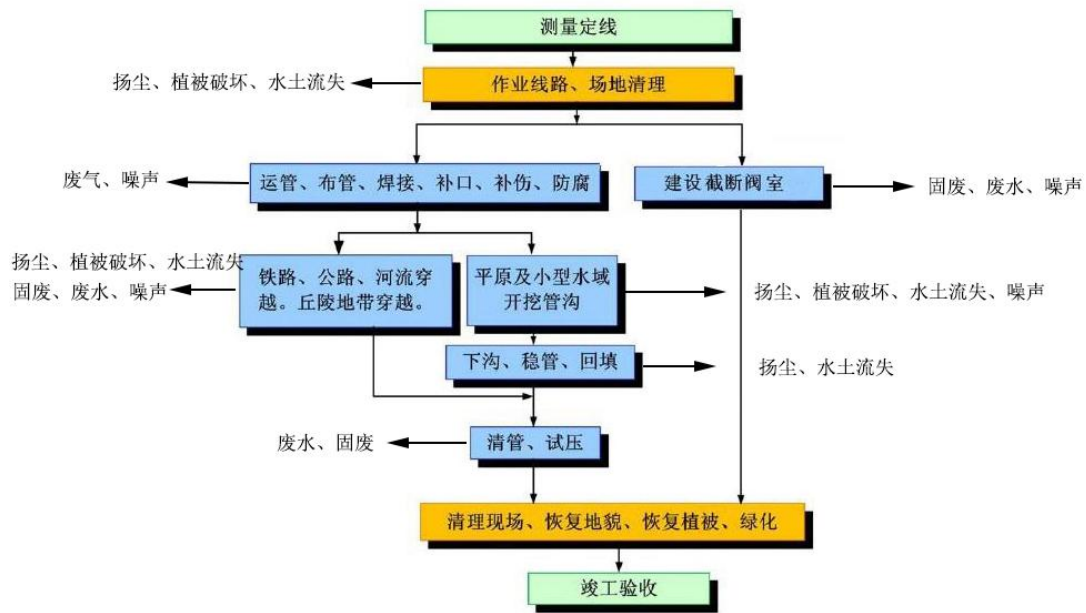 测量定线
扬尘、植被破坏、水土流失
作业线路、场地清理
废气、噪声
运管、布管、焊接、补口、补伤、防腐
建设截断阀室
固废、废水、噪声
扬尘、植被破坏、水土流失
固废、废水、噪声
铁路、公路、河流穿
越。丘陵地带穿越。
平原及小型水域
开挖管沟
扬尘、植被破坏、水土流失、噪声
下沟、稳管、回填
扬尘、水土流失
废水、固废
清管、试压
清理现场、恢复地貌、恢复植被、绿化
竣工验收